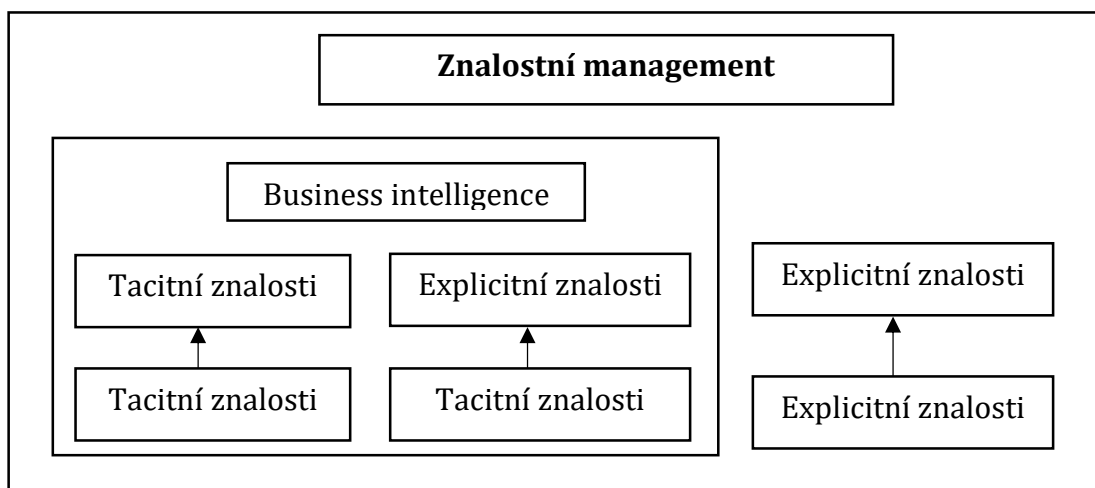 Znalostní management
Business intelligence
Tacitní znalosti
Explicitní znalosti
Explicitní znalosti
Tacitní znalosti
Tacitní znalosti
Explicitní znalosti